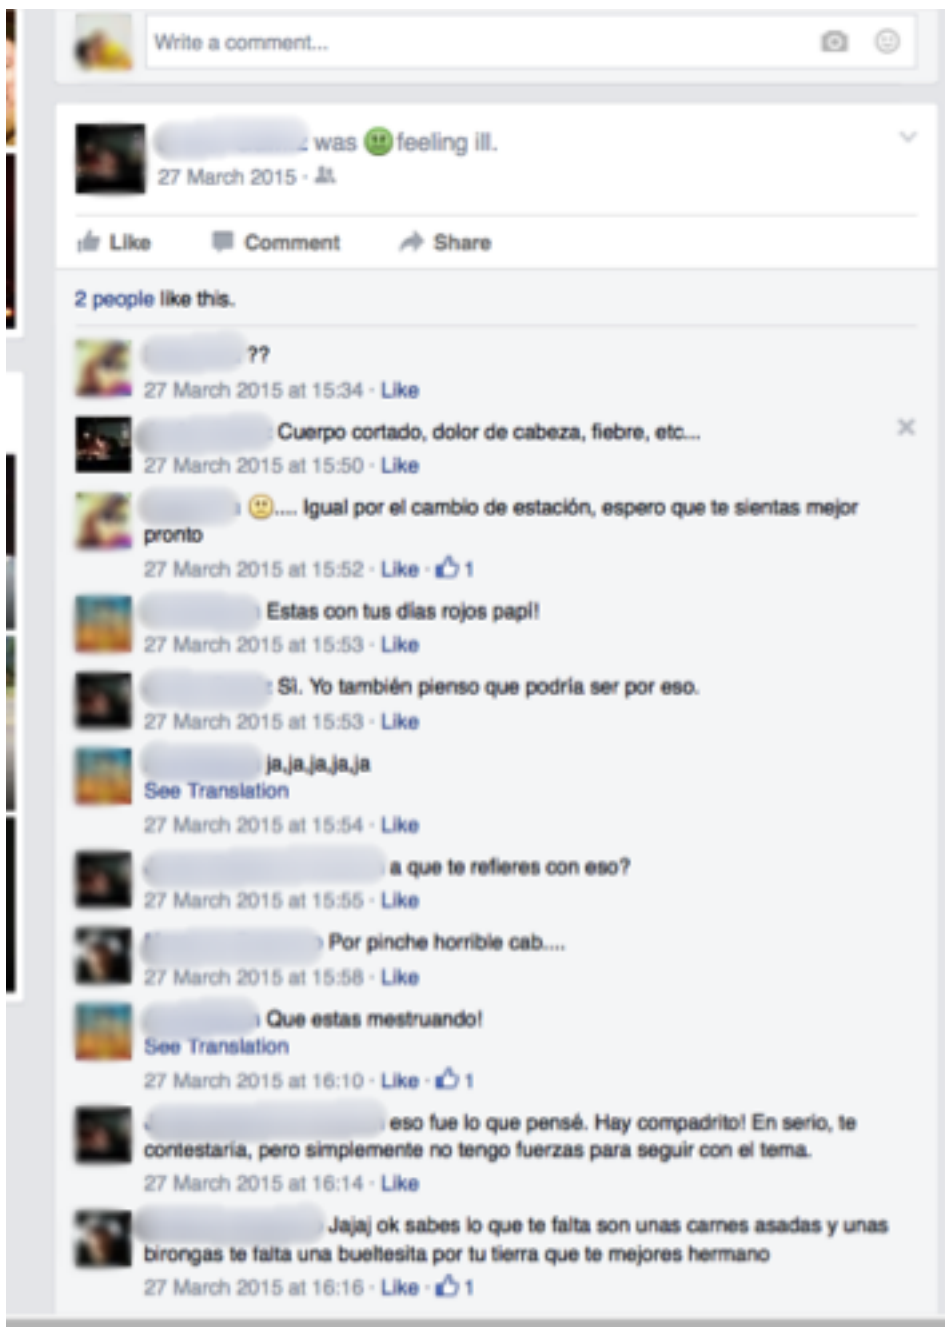 Write a comment...
was feeling ill.
27 March 2015 ·
Like Comment Share
2 people like this.
??
27 March 2015 at 15:34 · Like
Cuerpo cortado, dolor de cabeza, fiebre, etc...
27 March 2015 at 15:50 · Like
.... Igual por el cambio de estación, espero que te sientas mejor
pronto
27 March 2015 at 15:52 · Like · 1
Estas con tus días rojos papí!
27 March 2015 at 15:53 · Like
Sì. Yo también pienso que podría ser por eso.
27 March 2015 at 15:53 · Like
ja,ja,ja,ja,ja
See Translation
27 March 2015 at 15:54 · Like
a que te refieres con eso?
27 March 2015 at 15:55 · Like
Por pinche horrible cab....
27 March 2015 at 15:58 · Like
Que estas mestruando!
See Translation
27 March 2015 at 16:10 · Like · 1
eso fue lo que pensé. Hay compadrito! En serio, te
contestaría, pero simplemente no tengo fuerzas para seguir con el tema.
27 March 2015 at 16:14 · Like
Jajaj ok sabes lo que te falta son unas carnes asadas y unas
birongas te falta una bueltesita por tu tierra que te mejores hermano
27 March 2015 at 16:16 · Like · 1